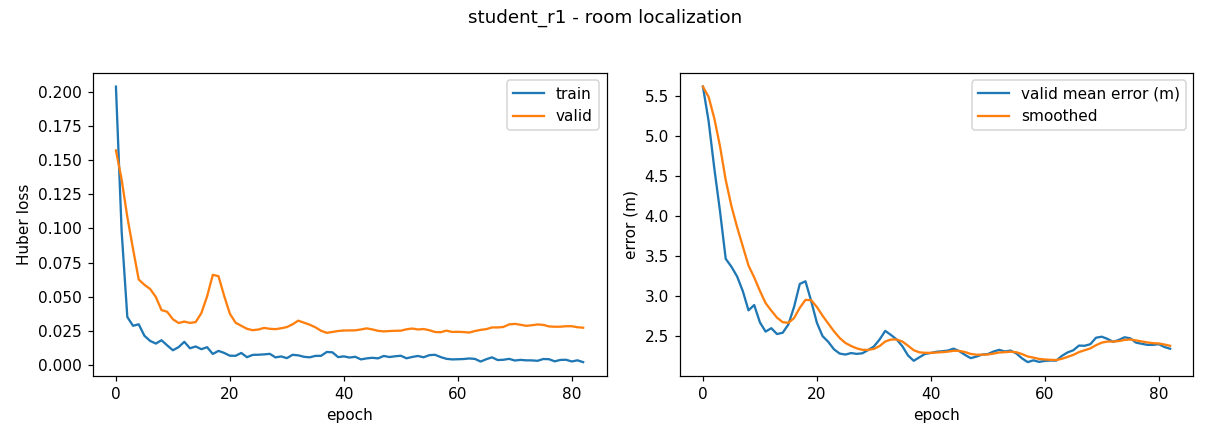 student_r1 - room localization
Huber loss
0.200
0.175
0.150
0.125
0.100
0.075
0.050
0.025
0.000
0
20
40
60
80
epoch
train
valid
error (m)
5.5
5.0
4.5
4.0
3.5
3.0
2.5
0
20
40
60
80
epoch
valid mean error (m)
smoothed